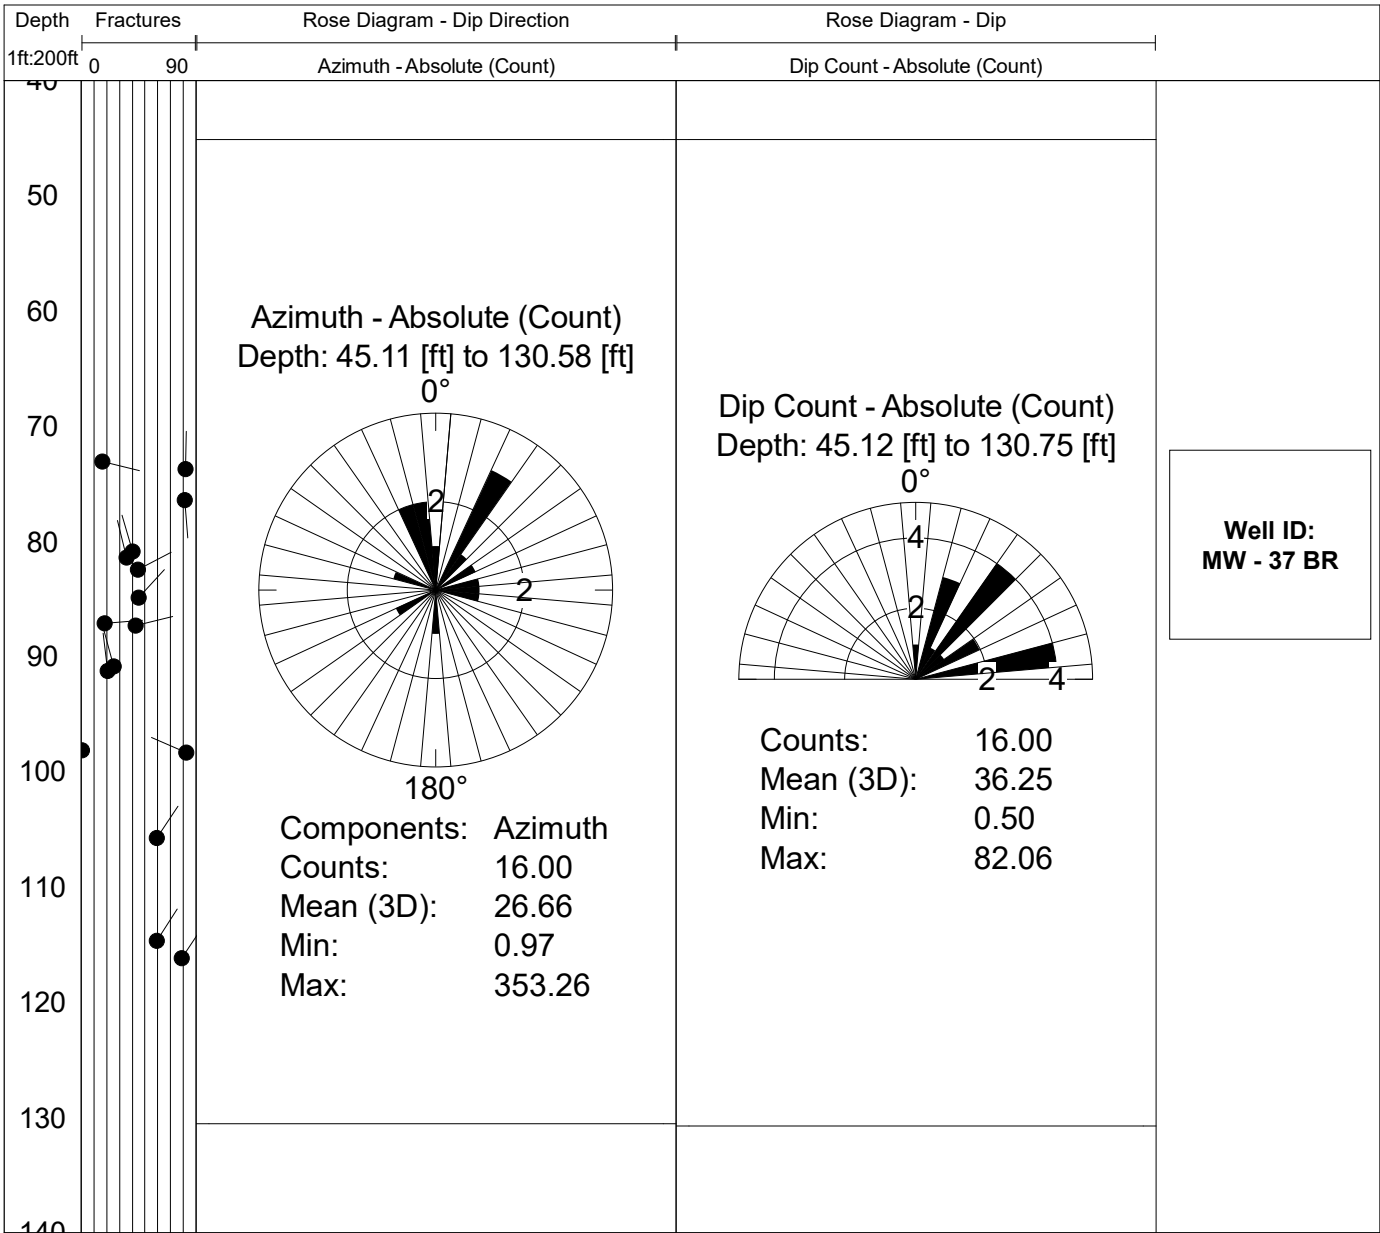 Depth Fractures Rose Diagram - Dip Direction Rose Diagram - Dip
1ft:200ft 0 90 Azimuth - Absolute (Count) Dip Count - Absolute (Count)
40
50
60
Azimuth - Absolute (Count)
Depth: 45.11 [ft] to 130.58 [ft]
0°
2
2
180°
Components: Azimuth
Counts: 16.00
Mean (3D): 26.66
Min: 0.97
Max: 353.26
Dip Count - Absolute (Count)
Depth: 45.12 [ft] to 130.75 [ft]
0°
4
2
2 4
Counts: 16.00
Mean (3D): 36.25
Min: 0.50
Max: 82.06
Well ID:
MW - 37 BR
70
80
90
100
110
120
130
140